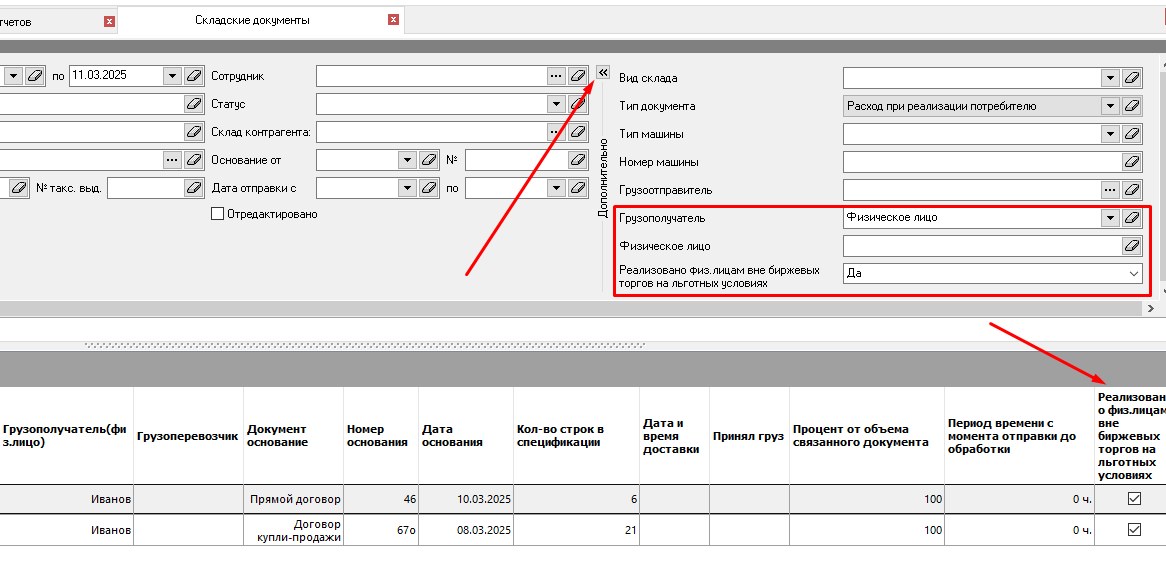 тчетов
Складские документы
по 11.03.2025
Сотрудник
Статус
Склад контрагента:
Основание от №
№ такс. выд.
Дата отправки с по
Отредактировано
Дополнительно
Вид склада
Тип документа Расход при реализации потребителю
Тип машины
Номер машины
Грузоотправитель
Грузополучатель Физическое лицо
Физическое лицо
Реализовано физ.лицам вне биржевых Да
торгов на льготных условиях
Грузополучатель(фи
з.лицо)
Грузоперевозчик
Документ
основание
Номер
основания
Дата
основания
Кол-во строк в
спецификации
Дата и
время
доставки
Принял груз
Процент от объема
связанного документа
Период времени с
момента отправки до
обработки
Реализован
о физ.лицам
вне
биржевых
торгов на
льготных
условиях
Иванов Прямой договор 46 10.03.2025 6 100 0 ч.
Иванов Договор
купли-продажи 67о 08.03.2025 21 100 0 ч.